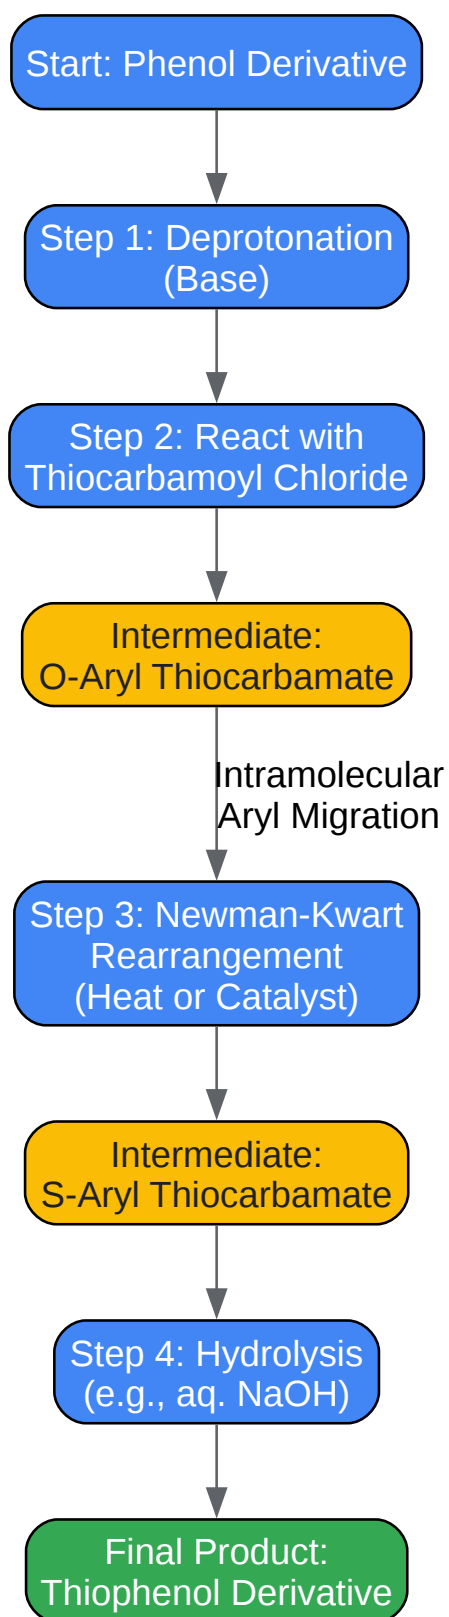 Start: Phenol Derivative
Step 1: Deprotonation
(Base)
Step 2: React with
Thiocarbamoyl Chloride
Intermediate:
O-Aryl Thiocarbamate
Intramolecular
Aryl Migration
Step 3: Newman-Kwart
Rearrangement
(Heat or Catalyst)
Intermediate:
S-Aryl Thiocarbamate
Step 4: Hydrolysis
(e.g., aq. NaOH)
Final Product:
Thiophenol Derivative